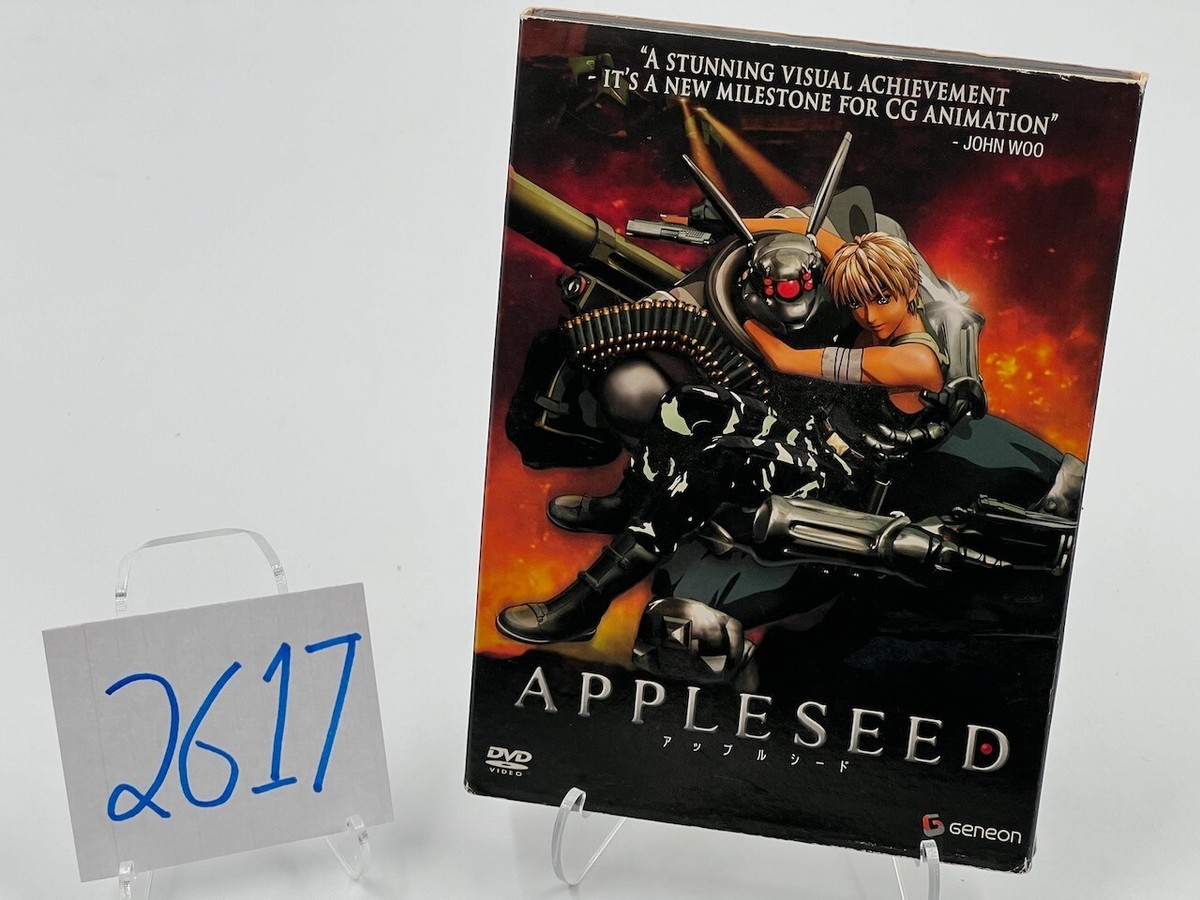 “A STUNNING VISUAL ACHIEVEMENT
- IT'S A NEW MILESTONE FOR CG ANIMATION”
- JOHN WOO
APPLESEED
アップルシード
DVD
VIDEO
GENEON
2617